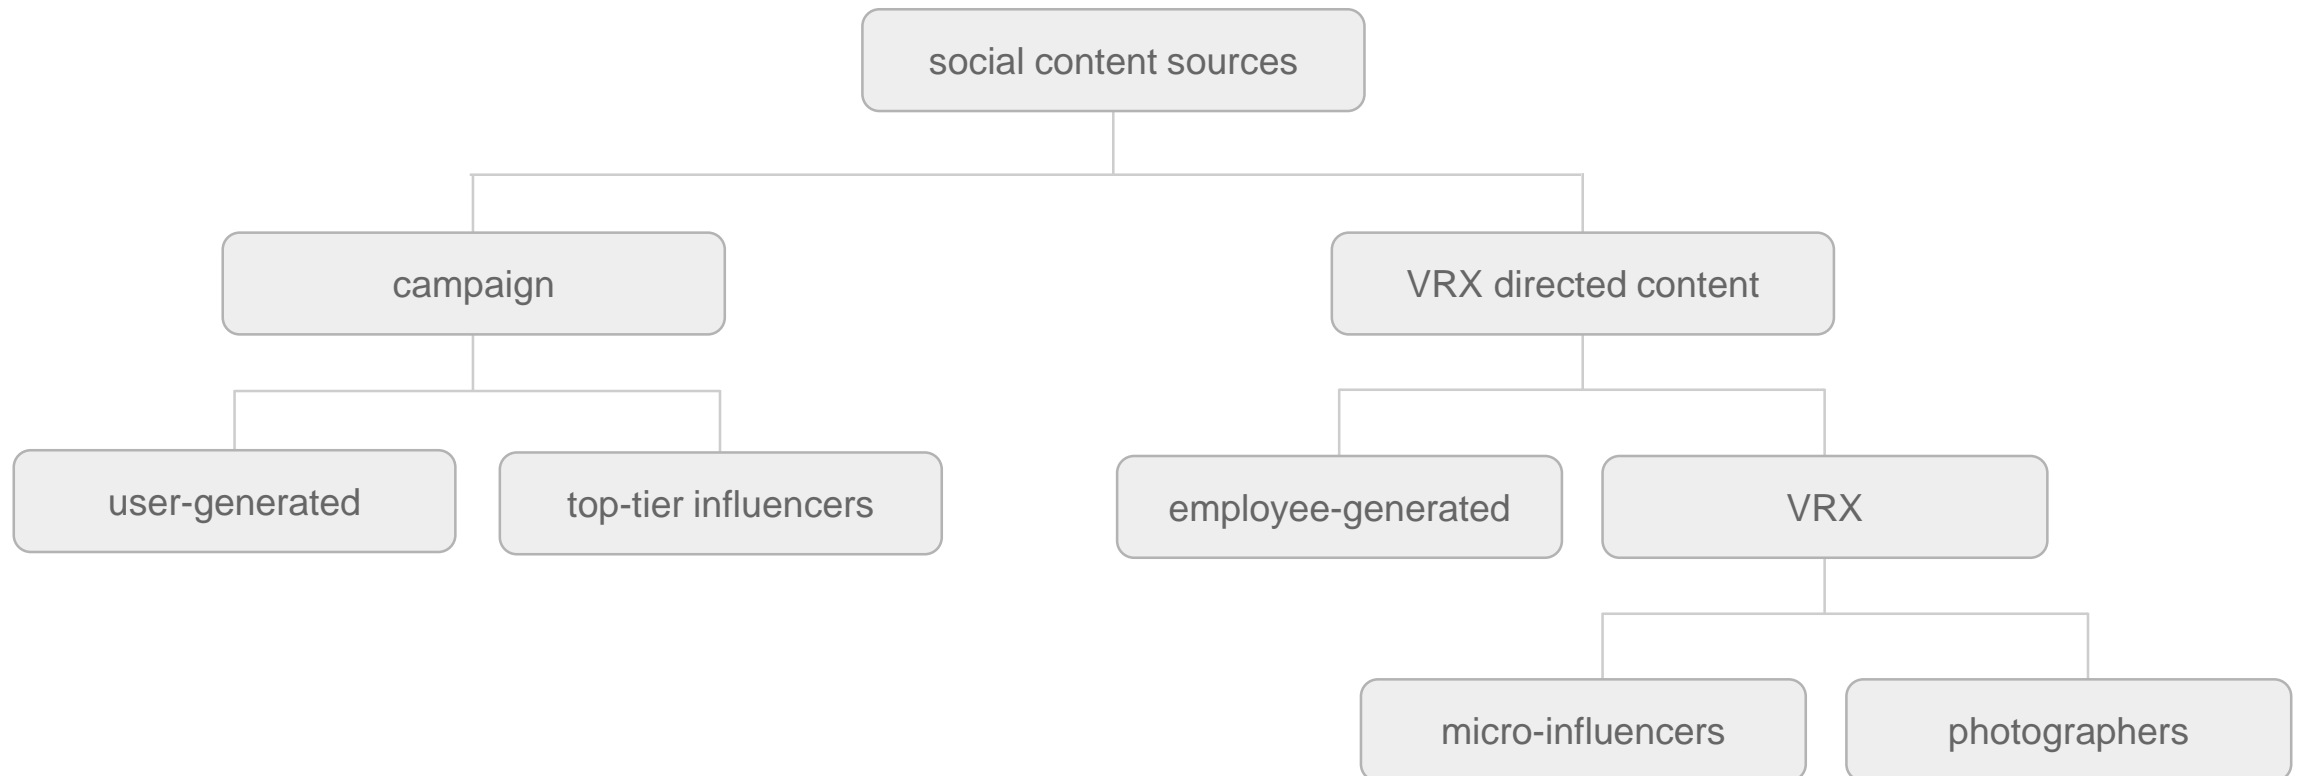 social content sources
campaign
VRX directed content
user-generated
top-tier influencers
employee-generated
VRX
micro-influencers
photographers